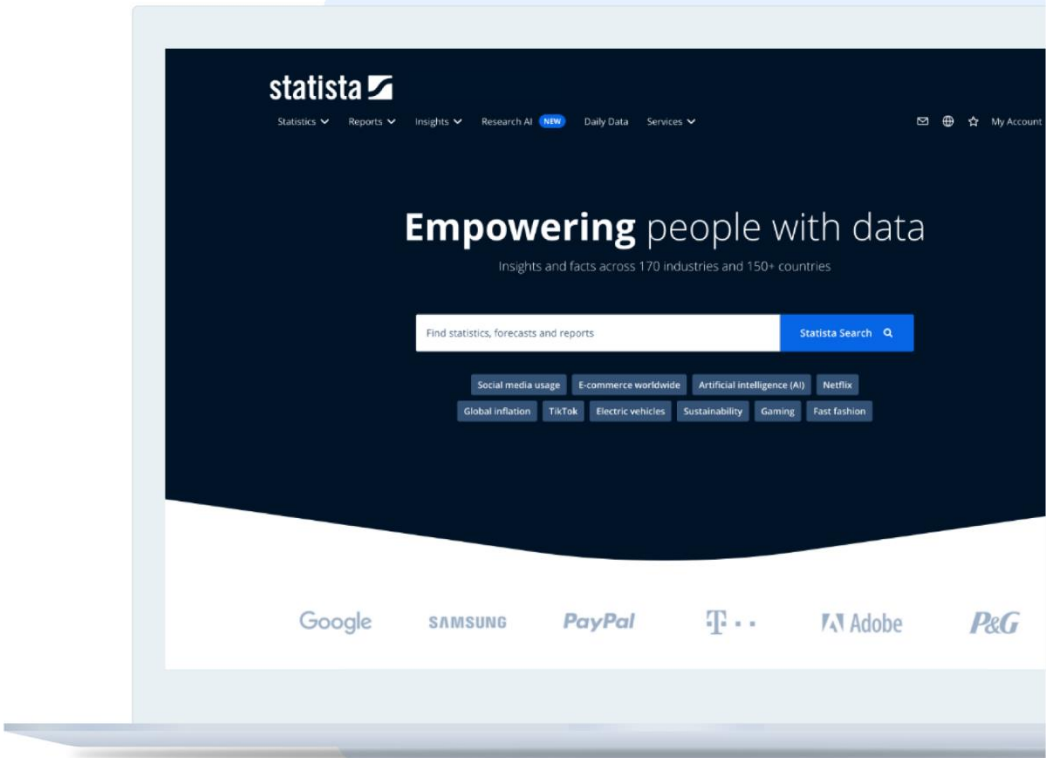 statista
Statistics Reports Insights Research AI NEW Daily Data Services My Account
Empowering people with data
Insights and facts across 170 industries and 150+ countries
Find statistics, forecasts and reports Statista Search
Social media usage E-commerce worldwide Artificial intelligence (AI) Netflix
Global inflation TikTok Electric vehicles Sustainability Gaming Fast fashion
Google SAMSUNG PayPal T Adobe P&G